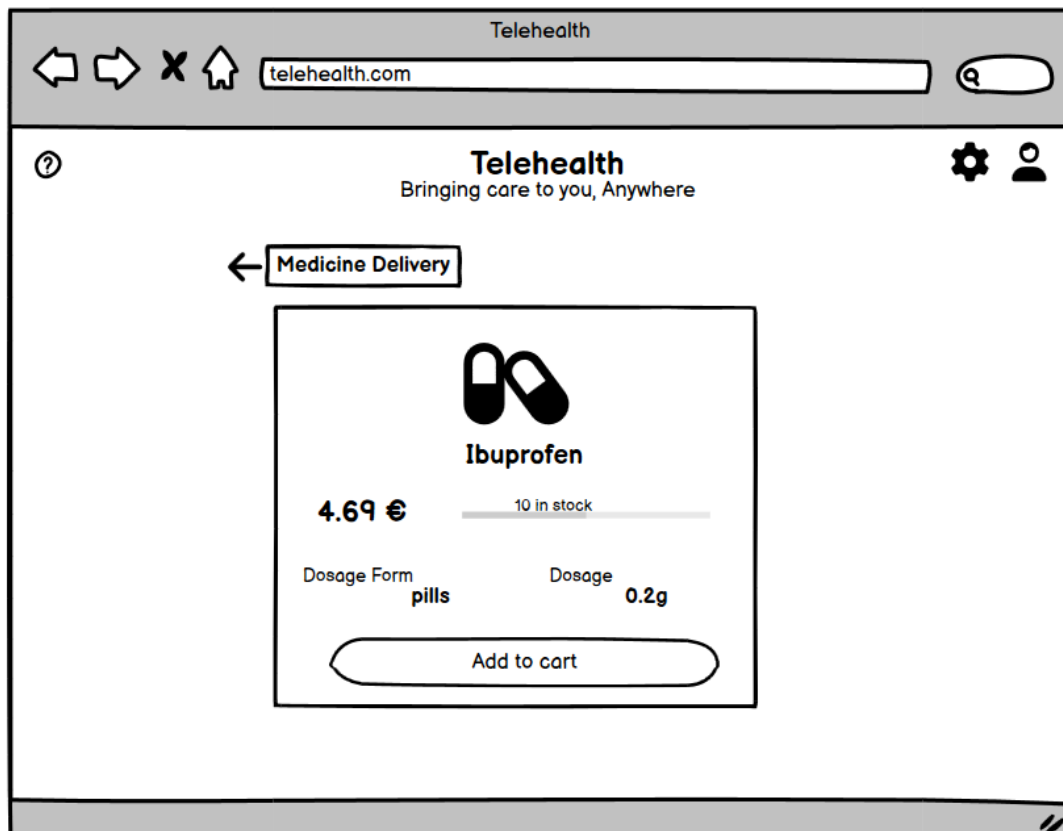 Telehealth
telehealth.com
Telehealth
Bringing care to you, Anywhere
Medicine Delivery
Ibuprofen
4.69 €
10 in stock
Dosage Form
pills
Dosage
0.2g
Add to cart